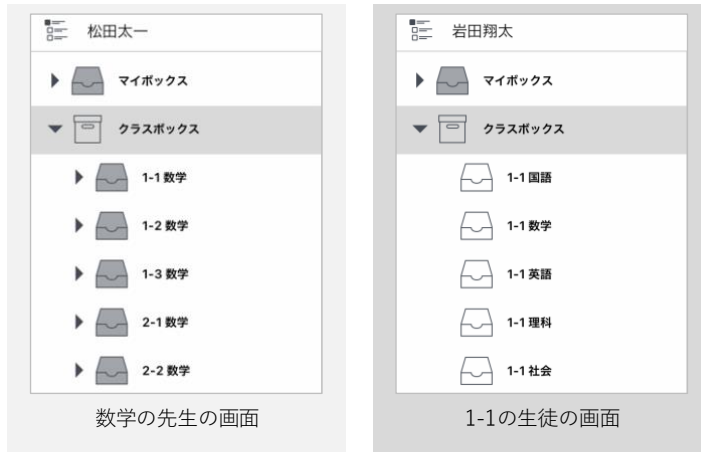 松田太一
マイボックス
クラスボックス
1-1 数学
1-2 数学
1-3 数学
2-1 数学
2-2 数学
数学の先生の画面
岩田翔太
マイボックス
クラスボックス
1-1 国語
1-1 数学
1-1 英語
1-1 理科
1-1 社会
1-1の生徒の画面